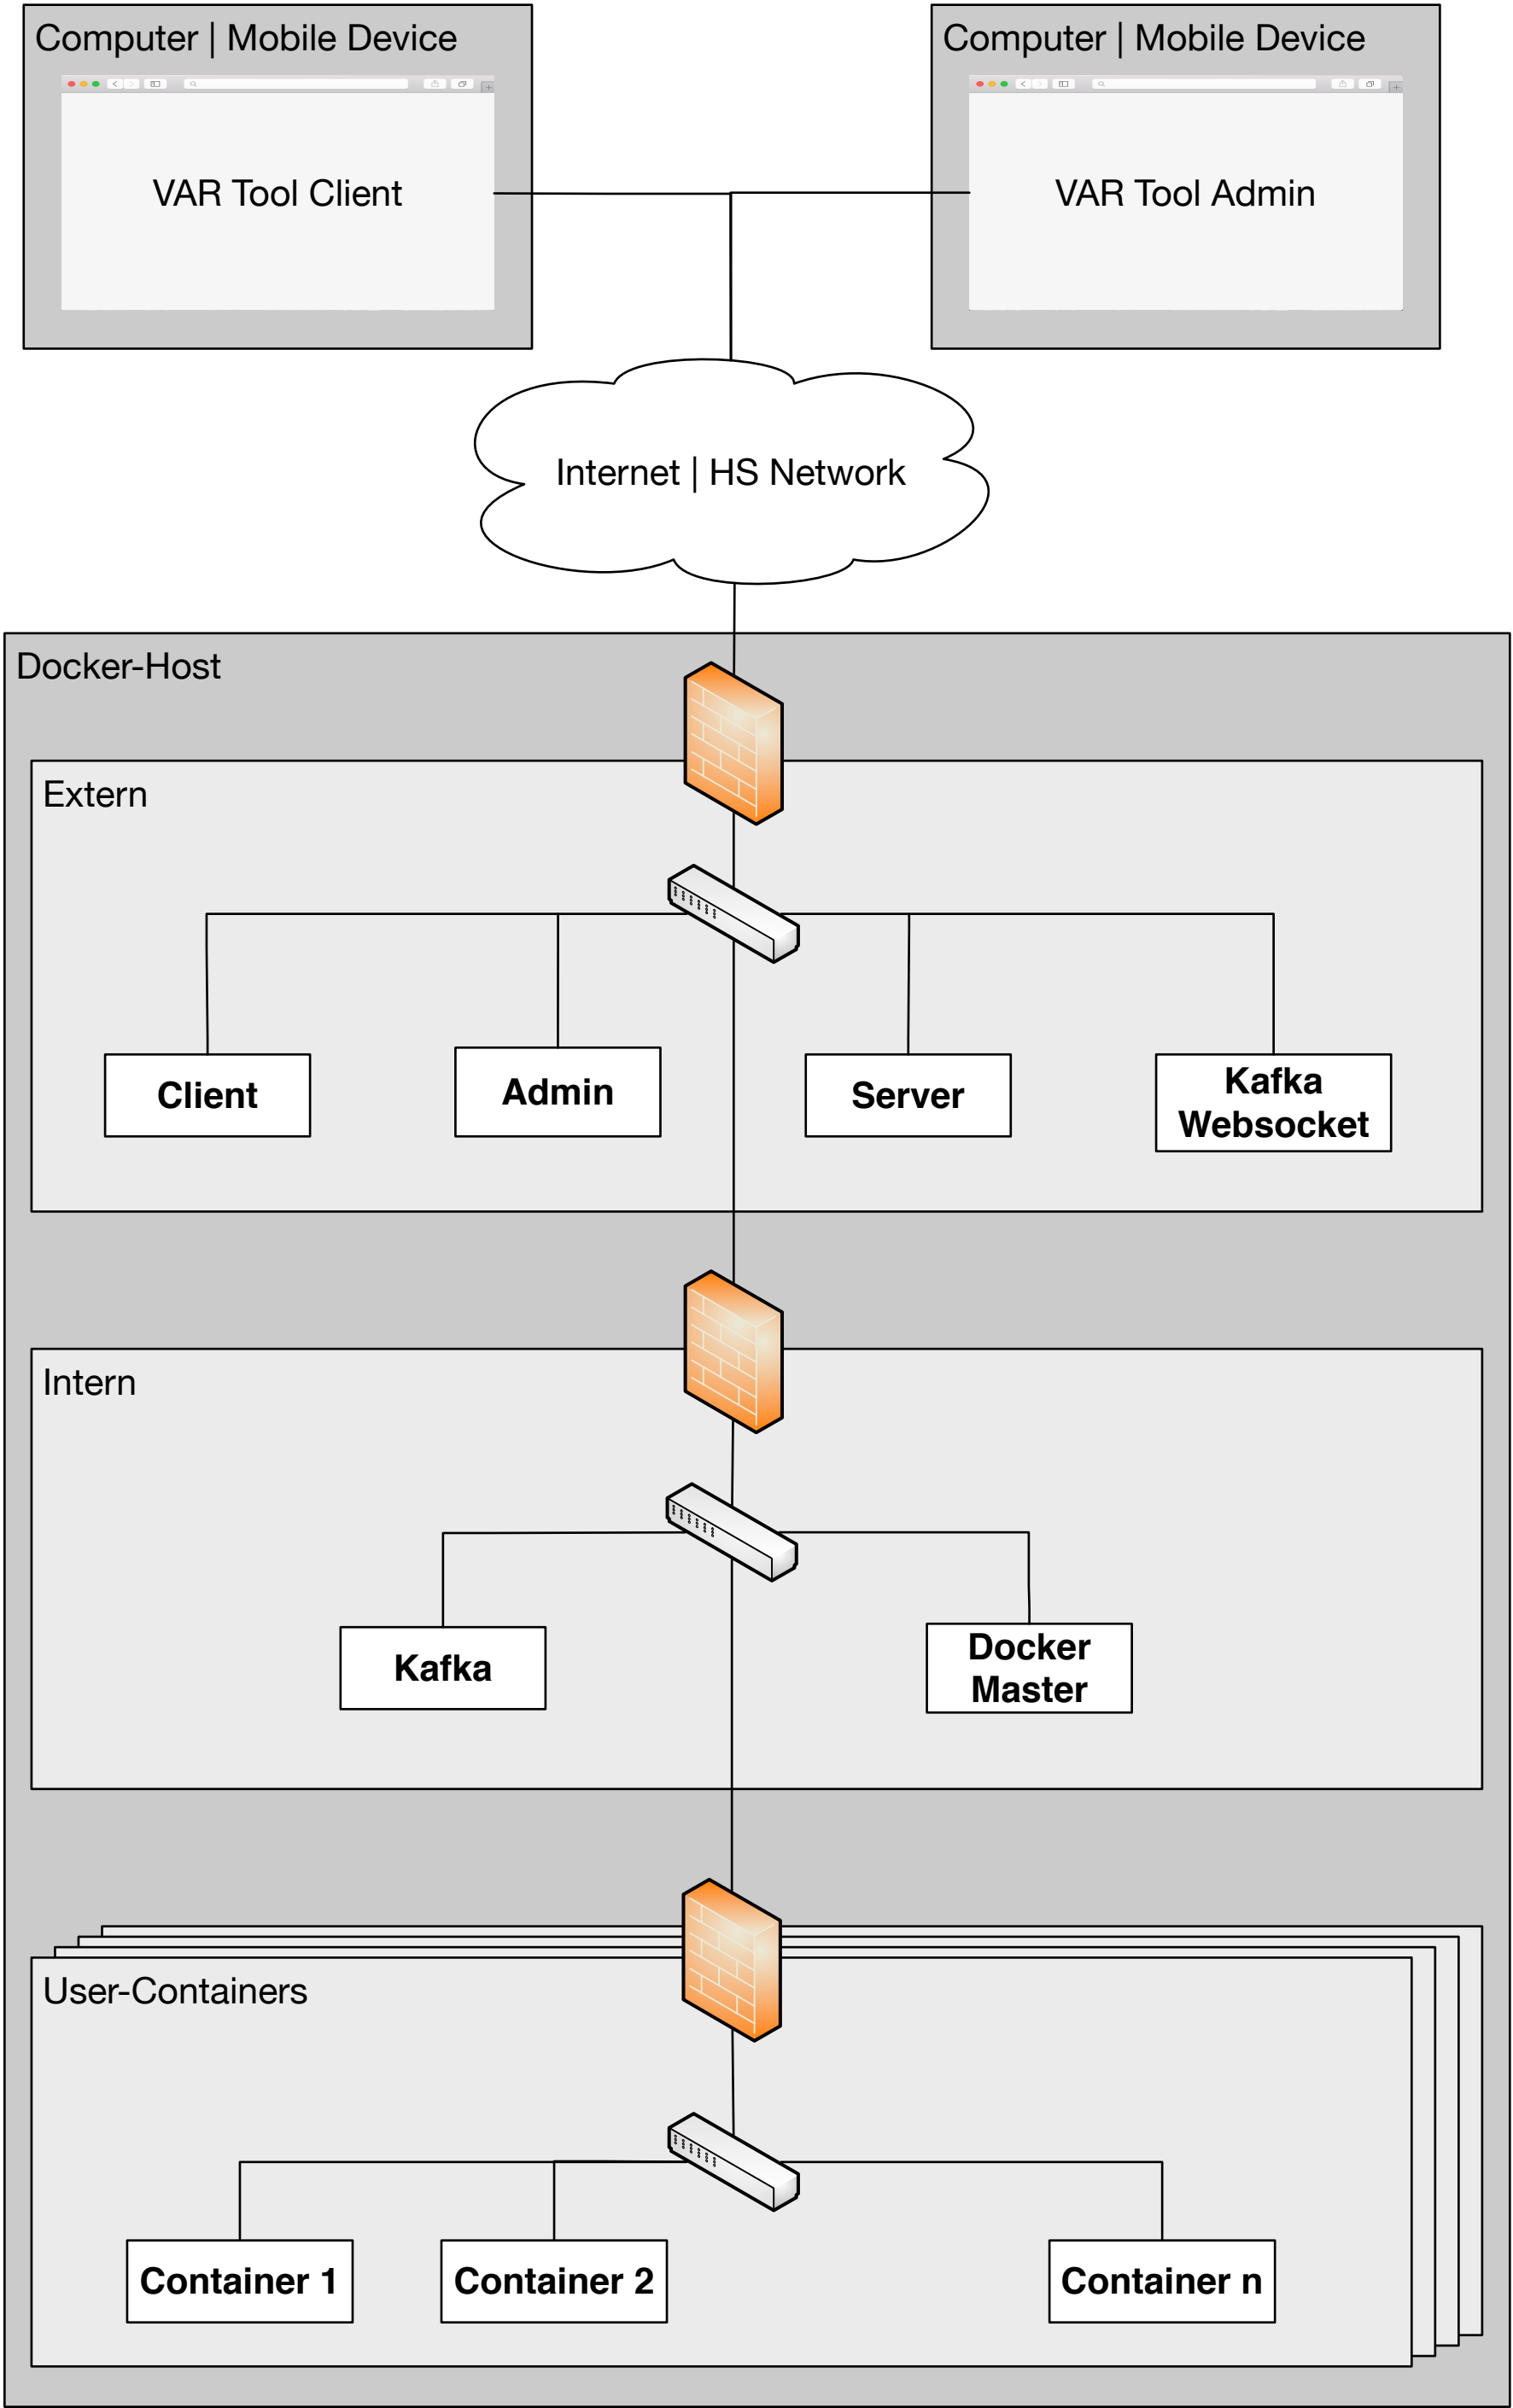 Computer | Mobile Device
VAR Tool Client
Computer | Mobile Device
VAR Tool Admin
Internet | HS Network
Docker-Host
Extern
Client
Admin
Server
Kafka
Websocket
Intern
Kafka
Docker
Master
User-Containers
Container 1
Container 2
Container n